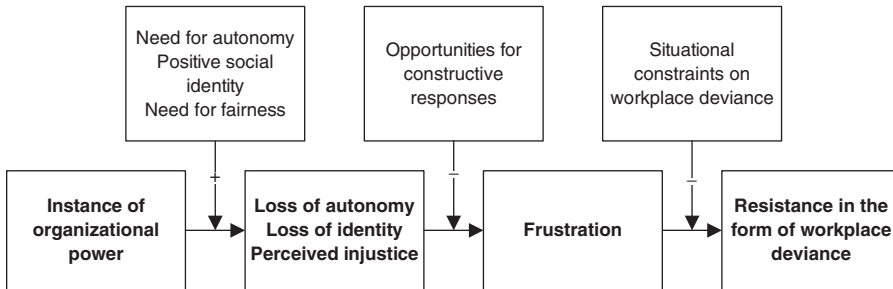 Need for autonomy
Positive social
identity
Need for fairness
Opportunities for
constructive
responses
Situational
constraints on
workplace deviance
+
–
–
Instance of
organizational
power
Loss of autonomy
Loss of identity
Perceived injustice
Frustration
Resistance in the
form of workplace
deviance